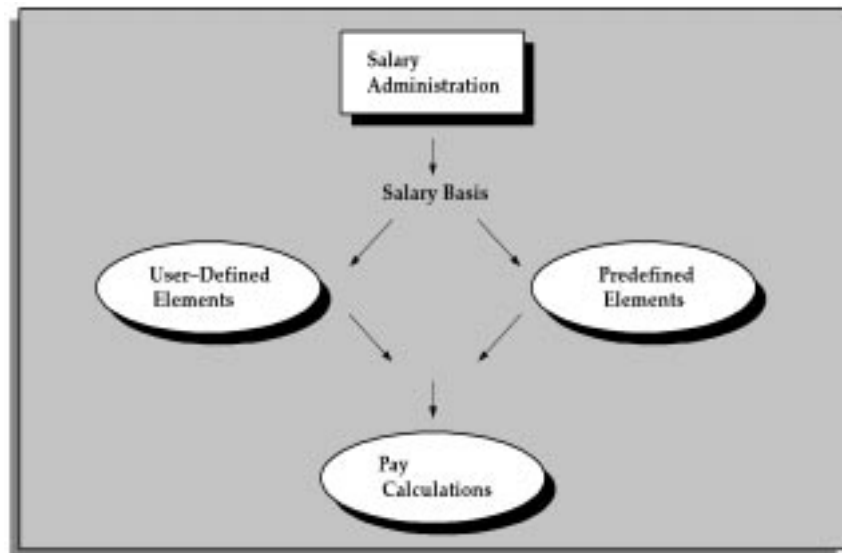 Salary
Administration
Salary Basis
User–Defined
Elements
Predefined
Elements
Pay
Calculations